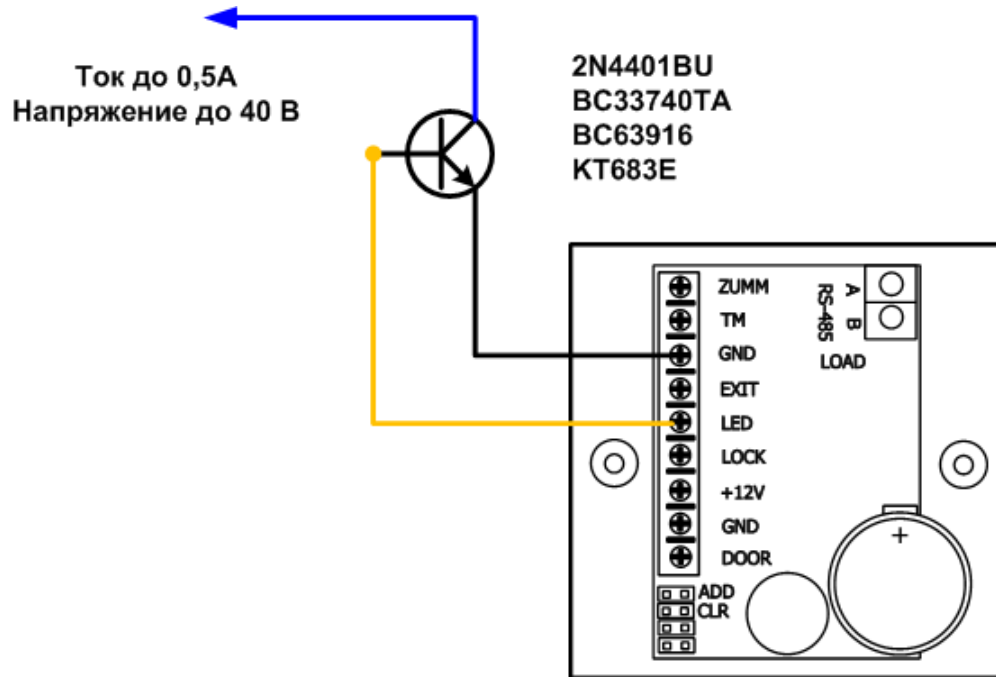 Ток до 0,5А
Напряжение до 40 В
2N4401BU
BC33740TA
BC63916
КТ683Е
ZUMM
TM
GND
EXIT
LED
LOCK
+12V
GND
DOOR
ADD
CLR
RS-485
A
B
LOAD
+